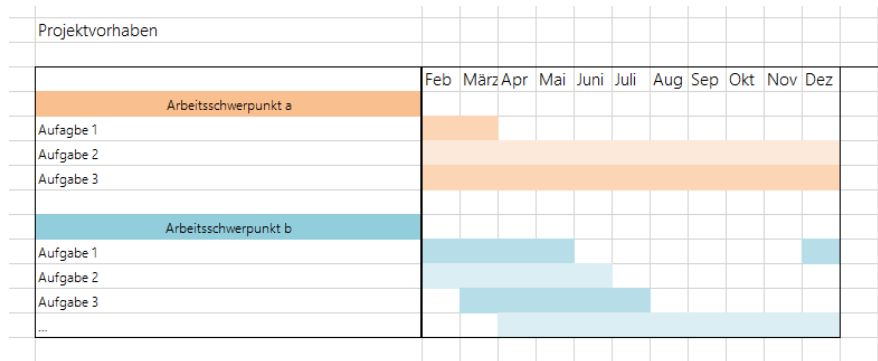 Projektvorhaben
Feb März Apr Mai Juni Juli Aug Sep Okt Nov Dez
Arbeitsschwerpunkt a
Aufagbe 1
Aufgabe 2
Aufgabe 3
Arbeitsschwerpunkt b
Aufgabe 1
Aufgabe 2
Aufgabe 3
...